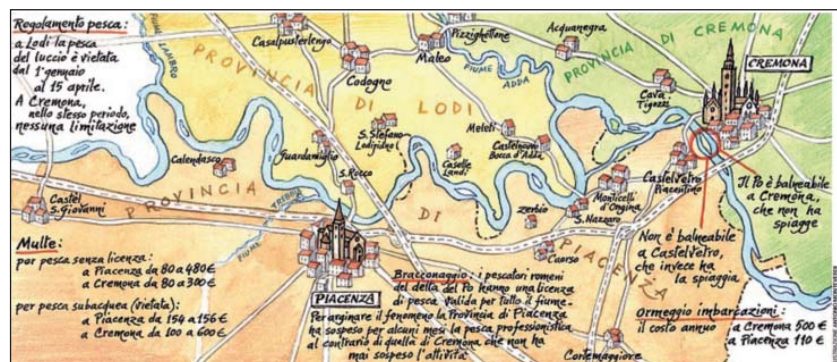 Regolamento pesca:
a Lodi la pesca
del luccio è vietata
dal 1° gennaio
al 15 aprile.
A Cremona,
nello stesso periodo,
nessuna limitazione
FIUME LAMBRO
PROVINCIA
DI LODI
Casalpusterlengo
Codogno
Maleo
Pizzighettone
Acquanegra
FIUME ADDA
PROVINCIA DI CREMONA
CREMONA
Cava Tigozzi
S. Stefano
Lodigiano
Guardamiglio
S. Rocco
Caselle
Landi
Meleti
Castelnuovo
Bocca d'Adda
Castelvetro
Piacentino
Monticelli
d'Ongina
S. Nazzaro
Zerbio
Caorso
Calendasco
Castel
S. Giovanni
PROVINCIA
DI
PIACENZA
FIUME TREBBIA
PIACENZA
Cortemaggiore
Il Po è balneabile
a Cremona,
che non ha
spiagge
Non è balneabile
a Castelvetro,
che invece ha
la spiaggia
Multe:
per pesca senza licenza:
a Piacenza da 80 a 480€
a Cremona da 80 a 300€
per pesca subacquea (vietata):
a Piacenza da 154 a 156€
a Cremona da 100 a 600€
Bracconaggio: i pescatori romeni
del delta del Po hanno una licenza
di pesca valida per tutto il fiume.
Per arginare il fenomeno la Provincia di Piacenza
ha sospeso per alcuni mesi la pesca professionistica
al contrario di quella di Cremona che non ha
mai sospeso l'attività
Ormeggio imbarcazioni:
il costo annuo
a Cremona 500€
a Piacenza 110€